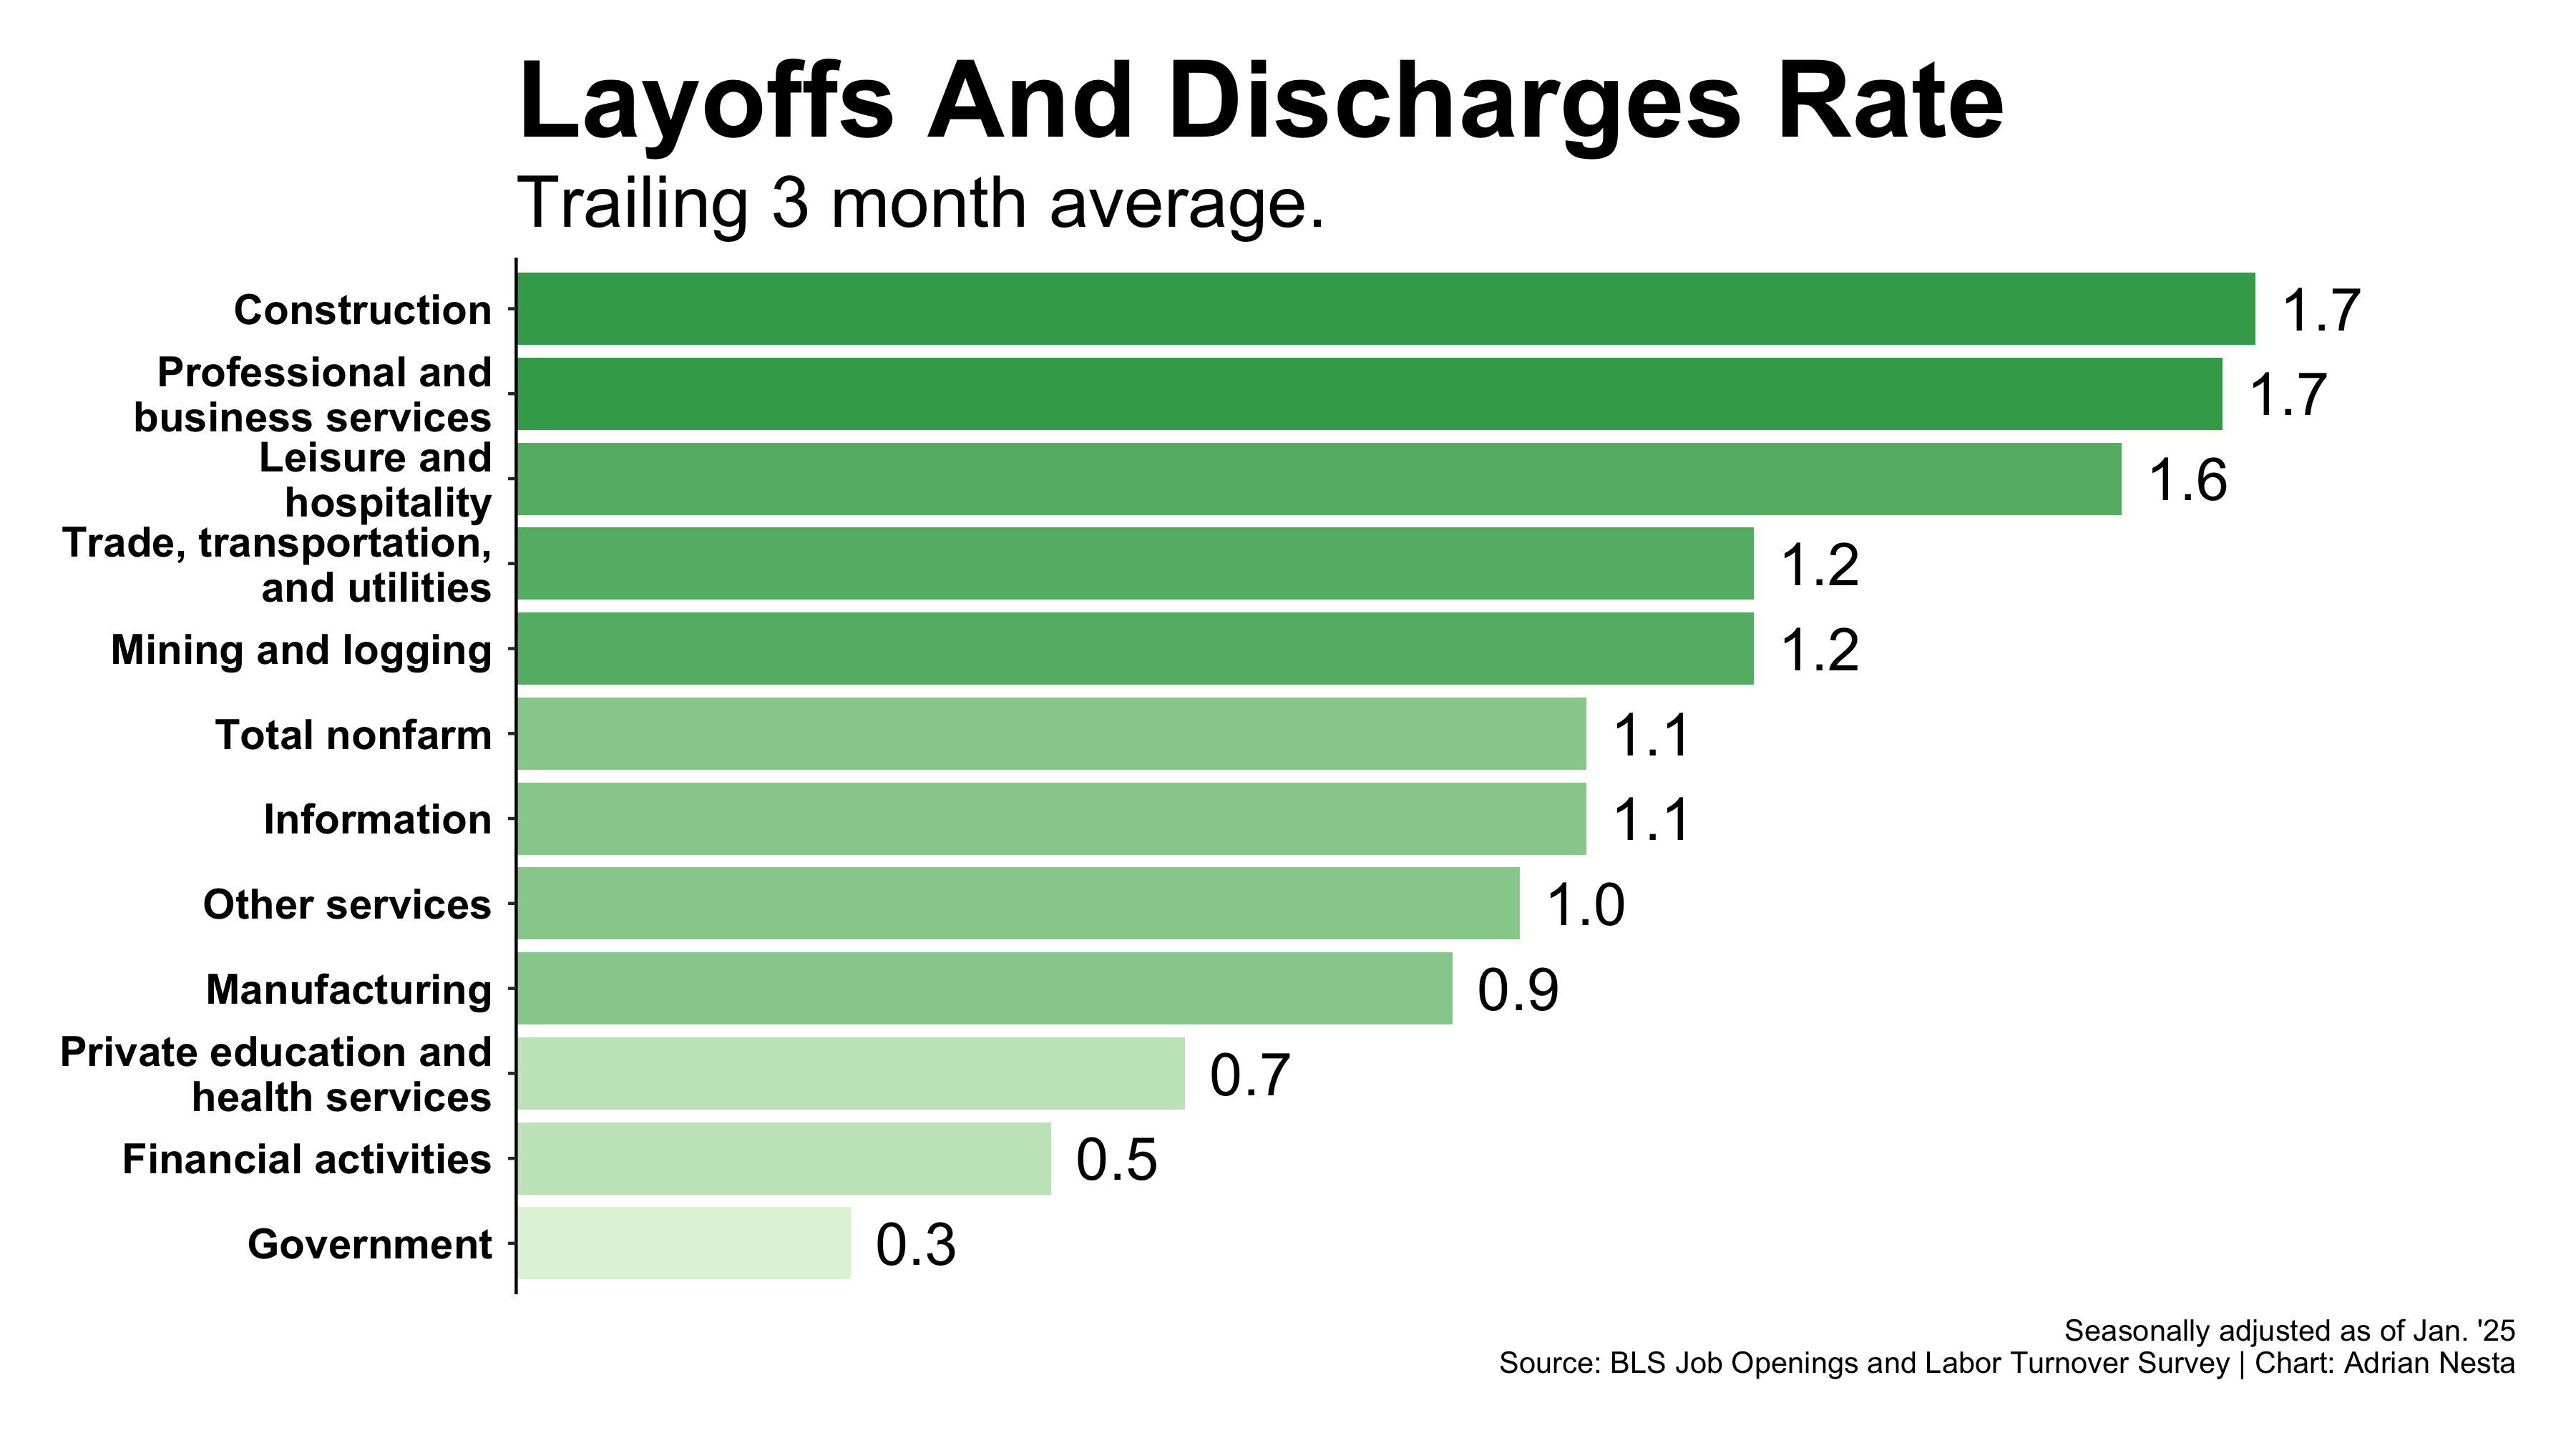 Layoffs And Discharges Rate
Trailing 3 month average.
Construction
1.7
Professional and
business services
1.7
Leisure and
hospitality
1.6
Trade, transportation,
and utilities
1.2
Mining and logging
1.2
Total nonfarm
1.1
Information
1.1
Other services
1.0
Manufacturing
0.9
Private education and
health services
0.7
Financial activities
0.5
Government
0.3
Seasonally adjusted as of Jan. '25
Source: BLS Job Openings and Labor Turnover Survey | Chart: Adrian Nesta